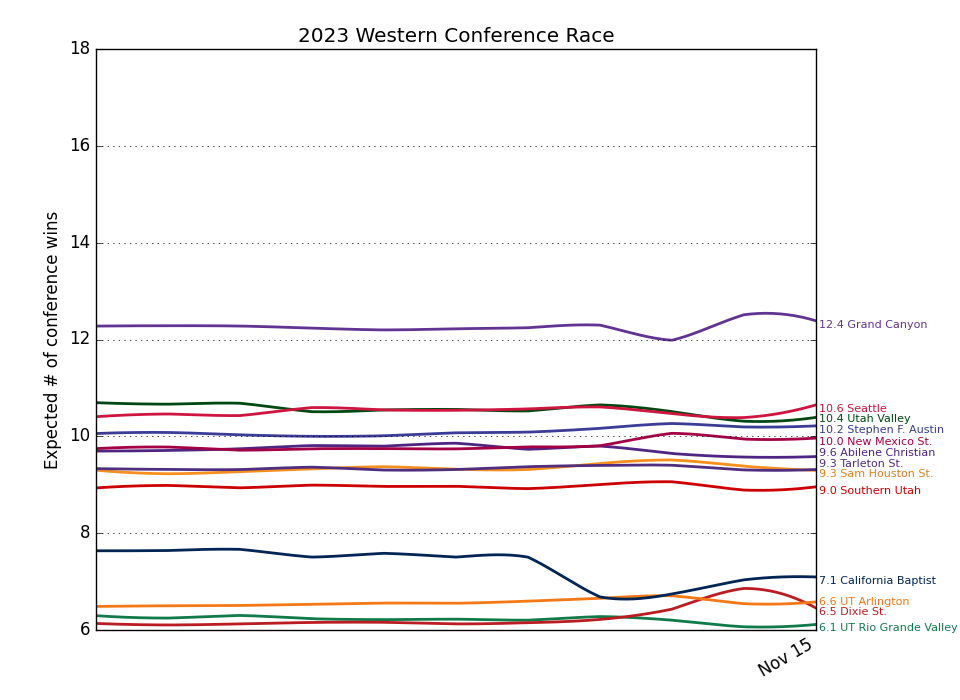 2023 Western Conference Race
Expected # of conference wins
18
16
14
12
10
8
6
12.4 Grand Canyon
10.6 Seattle
10.4 Utah Valley
10.2 Stephen F. Austin
10.0 New Mexico St.
9.6 Abilene Christian
9.3 Tarleton St.
9.3 Sam Houston St.
9.0 Southern Utah
7.1 California Baptist
6.6 UT Arlington
6.5 Dixie St.
6.1 UT Rio Grande Valley
Nov 15